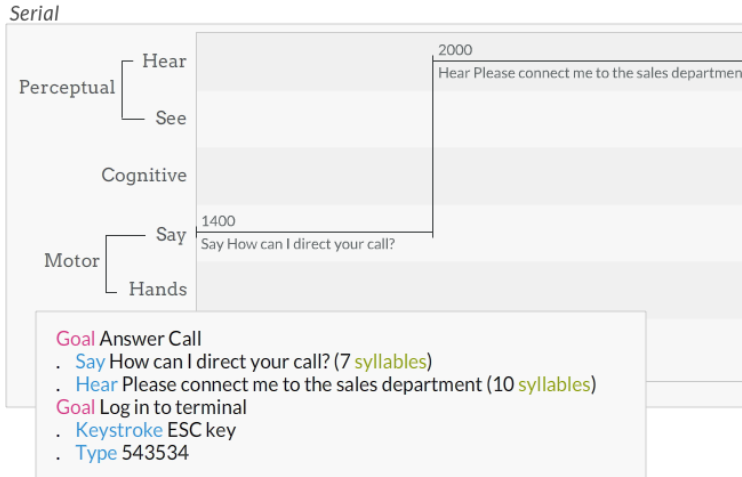 Serial
Hear
2000
Hear Please connect me to the sales departmen
Perceptual
See
Cognitive
1400
Say
Say How can I direct your call?
Motor
Hands
Goal Answer Call
. Say How can I direct your call? (7 syllables)
. Hear Please connect me to the sales department (10 syllables)
Goal Log in to terminal
. Keystroke ESC key
. Type 543534